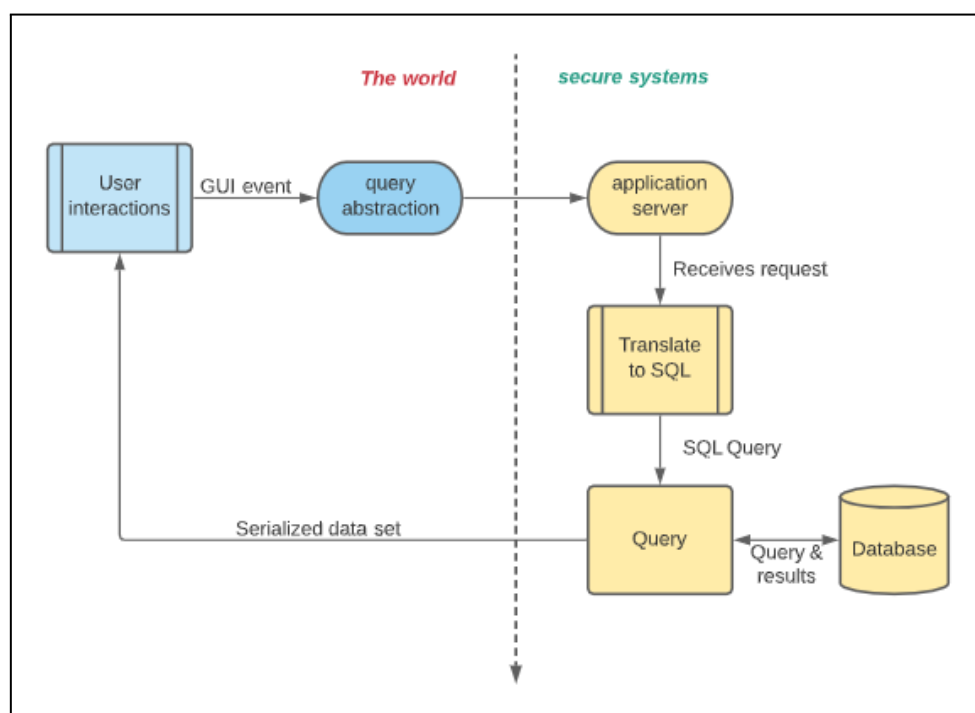 The world
secure systems
User
interactions
GUI event
query
abstraction
application
server
Receives request
Translate
to SQL
SQL Query
Serialized data set
Query
Query &
results
Database